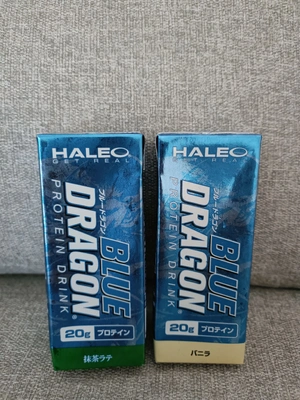 HALEO
GET REAL
ブルードラゴン
BLUE
DRAGON®
PROTEIN DRINK
20g プロテイン
抹茶ラテ
HALEO
GET REAL
ブルードラゴン
BLUE
DRAGON®
PROTEIN DRINK
20g プロテイン
バニラ